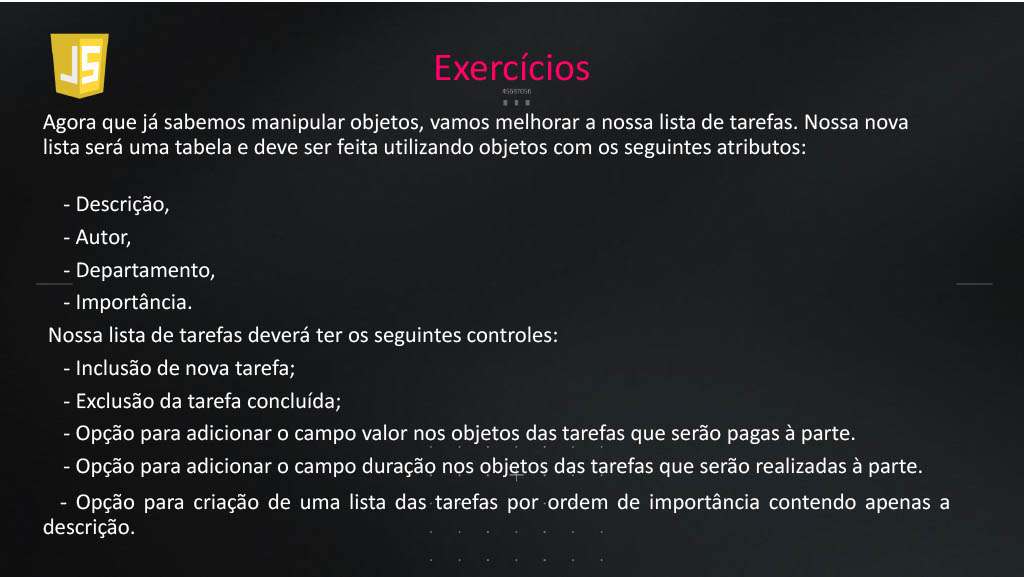 JS
Exercícios
Agora que já sabemos manipular objetos, vamos melhorar a nossa lista de tarefas. Nossa nova
lista será uma tabela e deve ser feita utilizando objetos com os seguintes atributos:
- Descrição,
- Autor,
- Departamento,
- Importância.
Nossa lista de tarefas deverá ter os seguintes controles:
- Inclusão de nova tarefa;
- Exclusão da tarefa concluída;
- Opção para adicionar o campo valor nos objetos das tarefas que serão pagas à parte.
- Opção para adicionar o campo duração nos objetos das tarefas que serão realizadas à parte.
- Opção para criação de uma lista das tarefas por ordem de importância contendo apenas a
descrição.